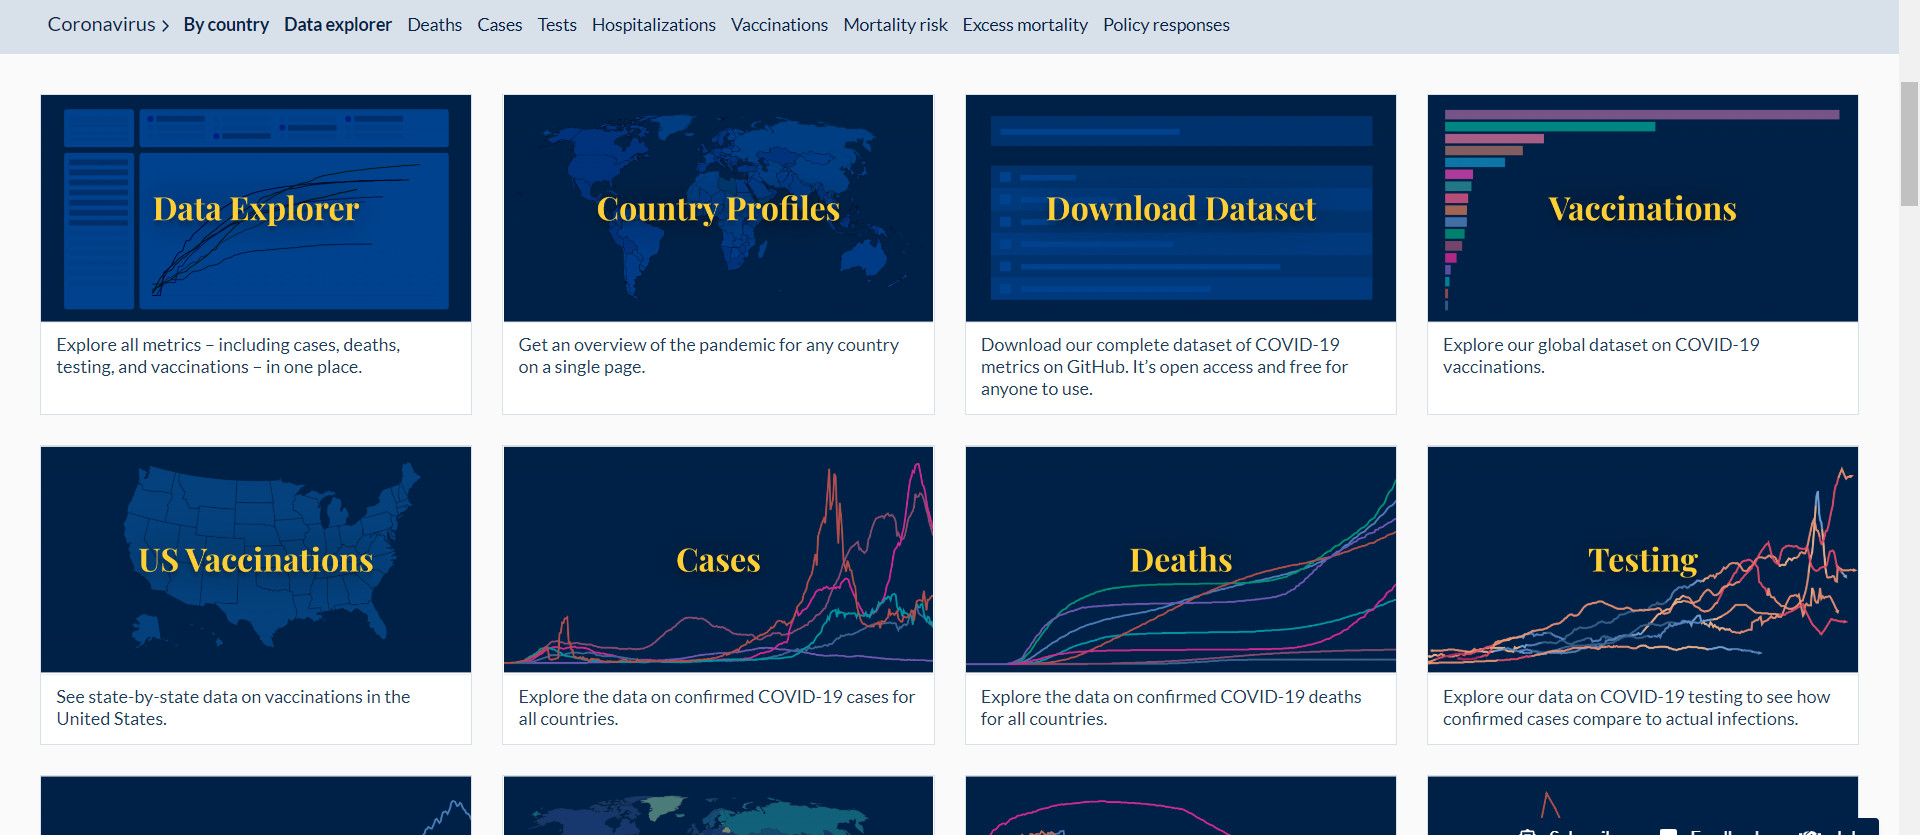 Coronavirus > By country Data explorer Deaths Cases Tests Hospitalizations Vaccinations Mortality risk Excess mortality Policy responses
Data Explorer
Explore all metrics – including cases, deaths,
testing, and vaccinations – in one place.
Country Profiles
Get an overview of the pandemic for any country
on a single page.
Download Dataset
Download our complete dataset of COVID-19
metrics on GitHub. It’s open access and free for
anyone to use.
Vaccinations
Explore our global dataset on COVID-19
vaccinations.
US Vaccinations
See state-by-state data on vaccinations in the
United States.
Cases
Explore the data on confirmed COVID-19 cases for
all countries.
Deaths
Explore the data on confirmed COVID-19 deaths
for all countries.
Testing
Explore our data on COVID-19 testing to see how
confirmed cases compare to actual infections.